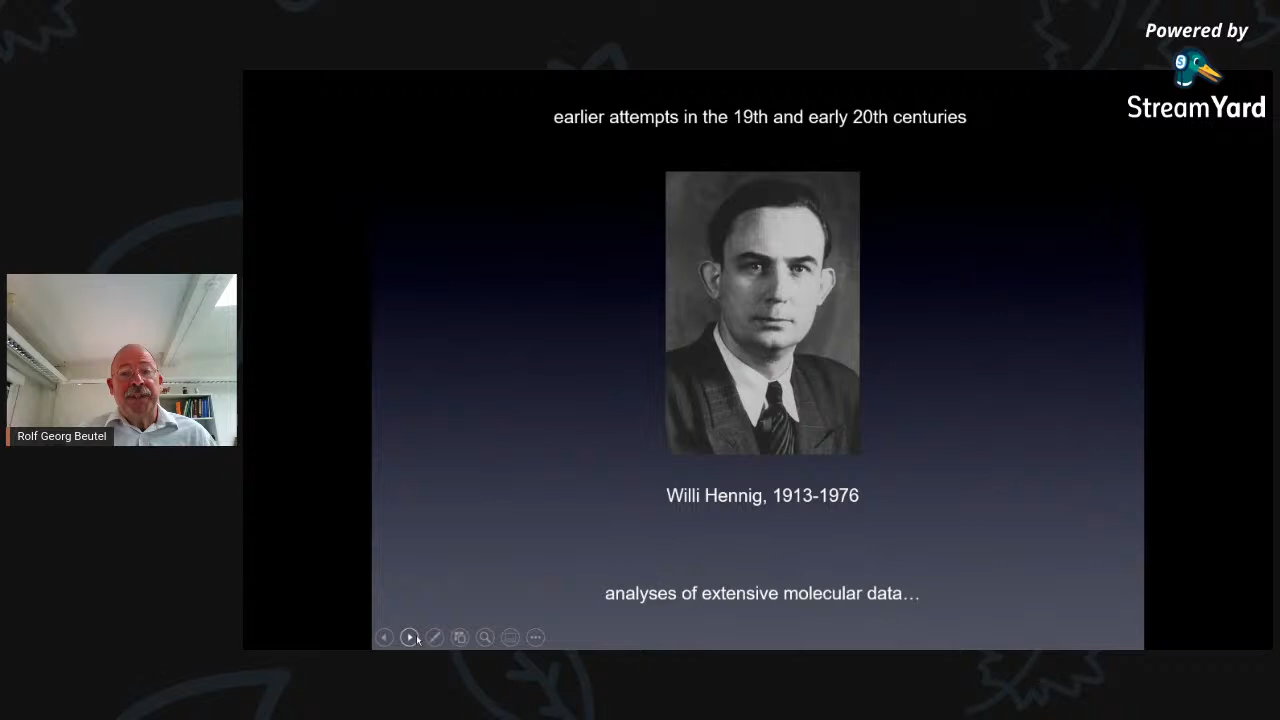 Powered by
S
StreamYard
earlier attempts in the 19th and early 20th centuries
Willi Hennig, 1913-1976
analyses of extensive molecular data…
Rolf Georg Beutel